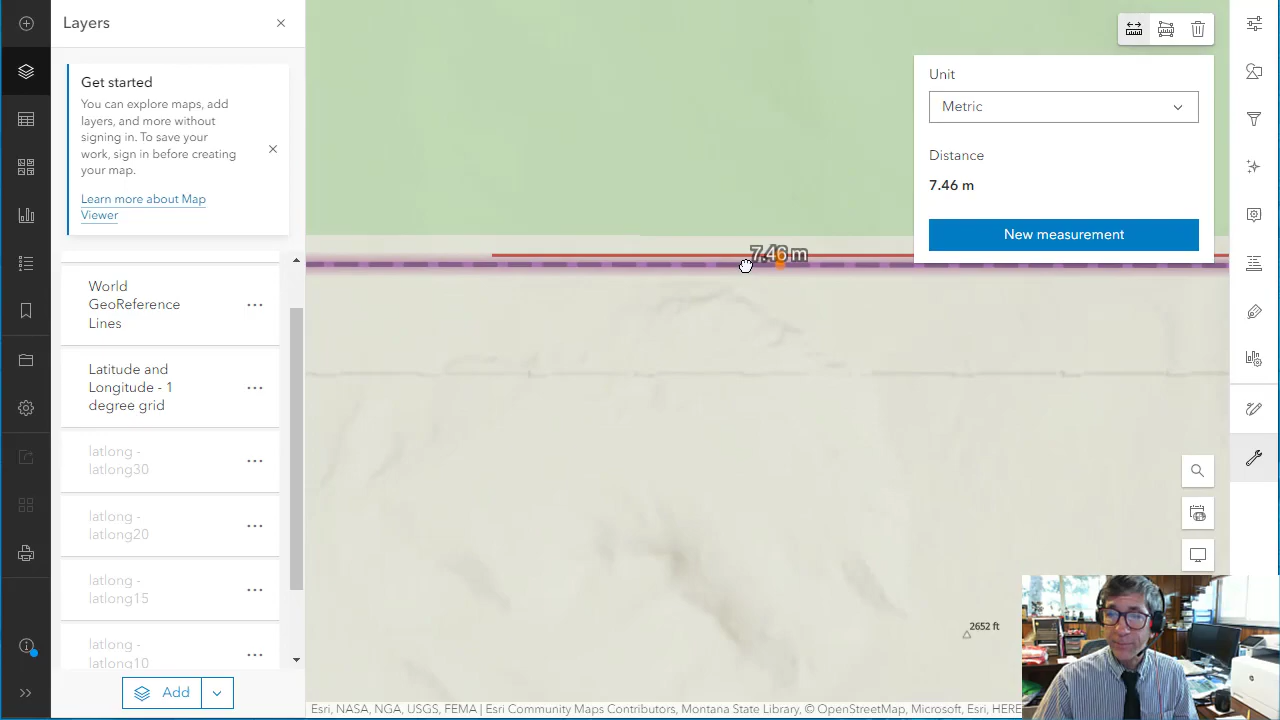 Layers
Get started
You can explore maps, add
layers, and more without
signing in. To save your
work, sign in before creating
your map.
Learn more about Map
Viewer
World
GeoReference
Lines
Latitude and
Longitude - 1
degree grid
latlong -
latlong30
latlong -
latlong20
latlong -
latlong15
latlong -
latlong10
Add
7.46 m
Unit
Metric
Distance
7.46 m
New measurement
2652 ft
Esri, NASA, NGA, USGS, FEMA | Esri Community Maps Contributors, Montana State Library, © OpenStreetMap, Microsoft, Esri, HERE